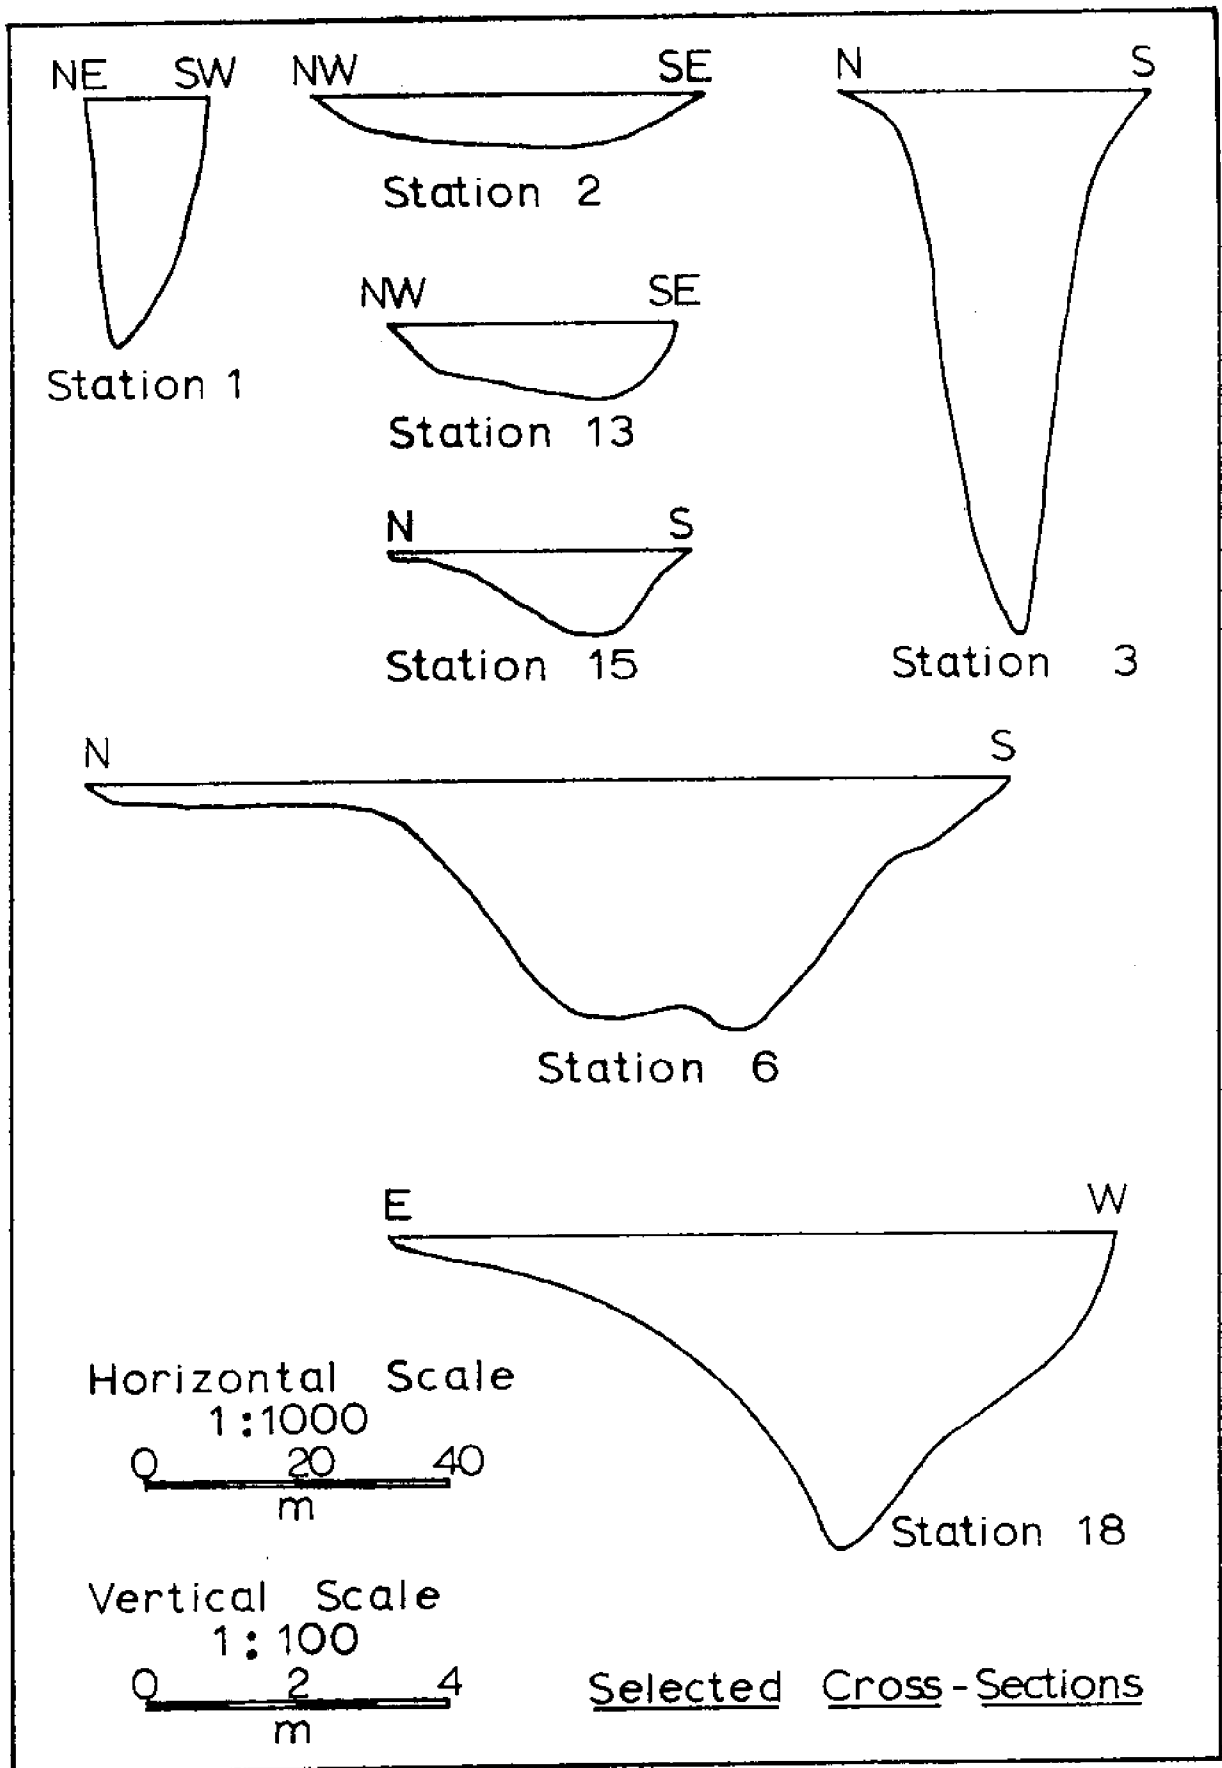 NE SW
Station 1
NW SE
Station 2
N S
Station 3
NW SE
Station 13
N S
Station 15
N S
Station 6
E W
Station 18
Horizontal Scale
1:1000
0 20 40
m
Vertical Scale
1:100
0 2 4
m
Selected Cross-Sections